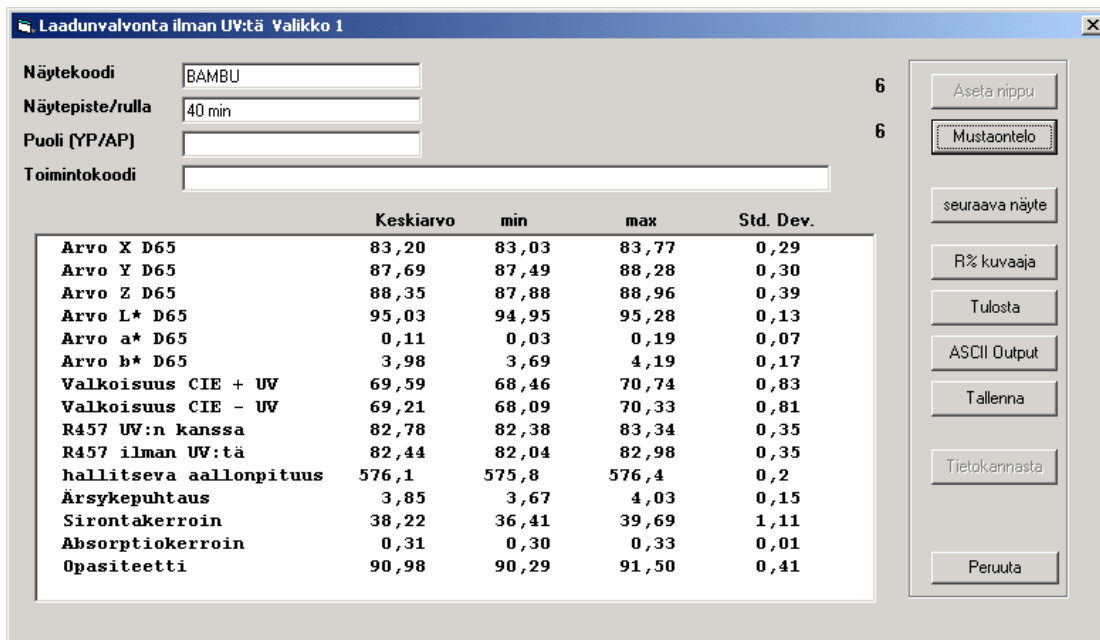 Laadunvalvonta ilman UV:tä Valikko 1
Näytekoodi BAMBU
6
Aseta nippu
Näytepiste/rulla 40 min
Puoli (YP/AP)
6
Mustaontelo
Toimintokoodi
seuraava näyte
Keskiarvo min max Std. Dev.
Arvo X D65 83,20 83,03 83,77 0,29
Arvo Y D65 87,69 87,49 88,28 0,30
R% kuvaaja
Arvo Z D65 88,35 87,88 88,96 0,39
Arvo L* D65 95,03 94,95 95,28 0,13
Tulosta
Arvo a* D65 0,11 0,03 0,19 0,07
Arvo b* D65 3,98 3,69 4,19 0,17
ASCII Output
Valkoisuus CIE + UV 69,59 68,46 70,74 0,83
Valkoisuus CIE - UV 69,21 68,09 70,33 0,81
Tallenna
R457 UV:n kanssa 82,78 82,38 83,34 0,35
R457 ilman UV:tä 82,44 82,04 82,98 0,35
hallitseva aallonpituus 576,1 575,8 576,4 0,2
Tietokannasta
Ärsykepuhtaus 3,85 3,67 4,03 0,15
Sirontakerroin 38,22 36,41 39,69 1,11
Absorptiokerroin 0,31 0,30 0,33 0,01
Opasiteetti 90,98 90,29 91,50 0,41
Peruuta